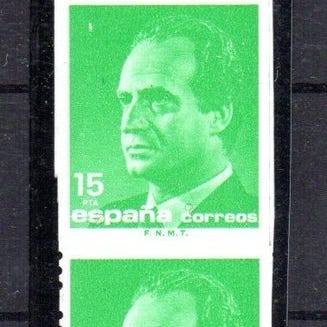 15
PTA
españa correos
F. N. M. T.